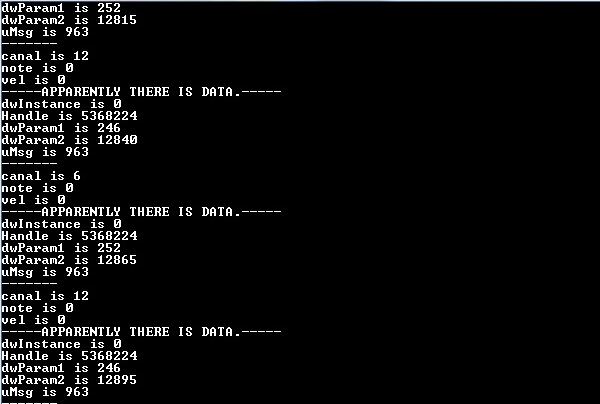 dwParam1 is 252
dwParam2 is 12815
uMsg is 963
-------
canal is 12
note is 0
vel is 0
-----APPARENTLY THERE IS DATA.-----
dwInstance is 0
Handle is 5368224
dwParam1 is 246
dwParam2 is 12840
uMsg is 963
-------
canal is 6
note is 0
vel is 0
-----APPARENTLY THERE IS DATA.-----
dwInstance is 0
Handle is 5368224
dwParam1 is 252
dwParam2 is 12865
uMsg is 963
-------
canal is 12
note is 0
vel is 0
-----APPARENTLY THERE IS DATA.-----
dwInstance is 0
Handle is 5368224
dwParam1 is 246
dwParam2 is 12895
uMsg is 963
-------